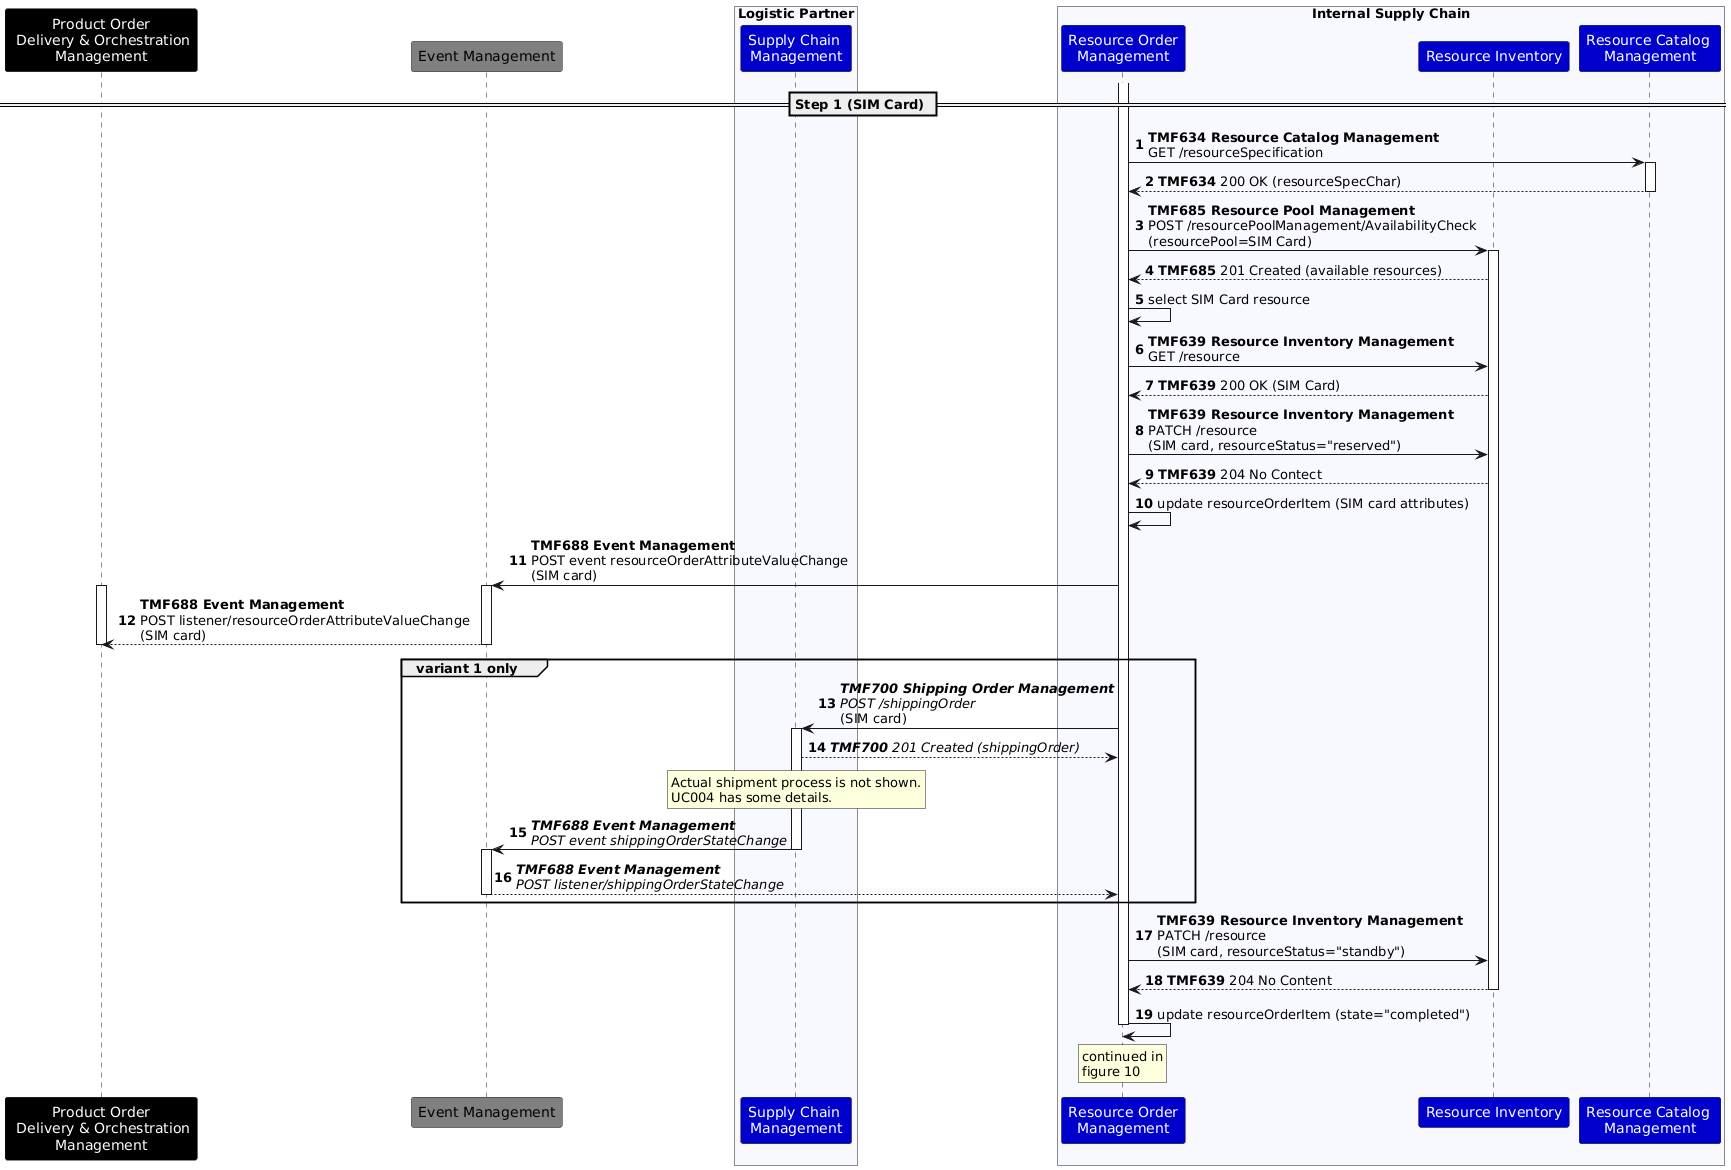 Logistic Partner
Internal Supply Chain
Product Order
Delivery & Orchestration
Management
Event Management
Supply Chain
Management
Resource Order
Management
Resource Inventory
Resource Catalog
Management
Step 1 (SIM Card)
TMF634 Resource Catalog Management
1 GET /resourceSpecification
2 TMF634 200 OK (resourceSpecChar)
TMF685 Resource Pool Management
3 POST /resourcePoolManagement/AvailabilityCheck
(resourcePool=SIM Card)
4 TMF685 201 Created (available resources)
5 select SIM Card resource
TMF639 Resource Inventory Management
6 GET /resource
7 TMF639 200 OK (SIM Card)
TMF639 Resource Inventory Management
8 PATCH /resource
(SIM card, resourceStatus="reserved")
9 TMF639 204 No Contect
10 update resourceOrderItem (SIM card attributes)
TMF688 Event Management
11 POST event resourceOrderAttributeValueChange
(SIM card)
TMF688 Event Management
12 POST listener/resourceOrderAttributeValueChange
(SIM card)
variant 1 only
TMF700 Shipping Order Management
13 POST /shippingOrder
(SIM card)
14 TMF700 201 Created (shippingOrder)
Actual shipment process is not shown.
UC004 has some details.
TMF688 Event Management
15 POST event shippingOrderStateChange
TMF688 Event Management
16 POST listener/shippingOrderStateChange
TMF639 Resource Inventory Management
17 PATCH /resource
(SIM card, resourceStatus="standby")
18 TMF639 204 No Content
19 update resourceOrderItem (state="completed")
continued in
figure 10
Product Order
Delivery & Orchestration
Management
Event Management
Supply Chain
Management
Resource Order
Management
Resource Inventory
Resource Catalog
Management